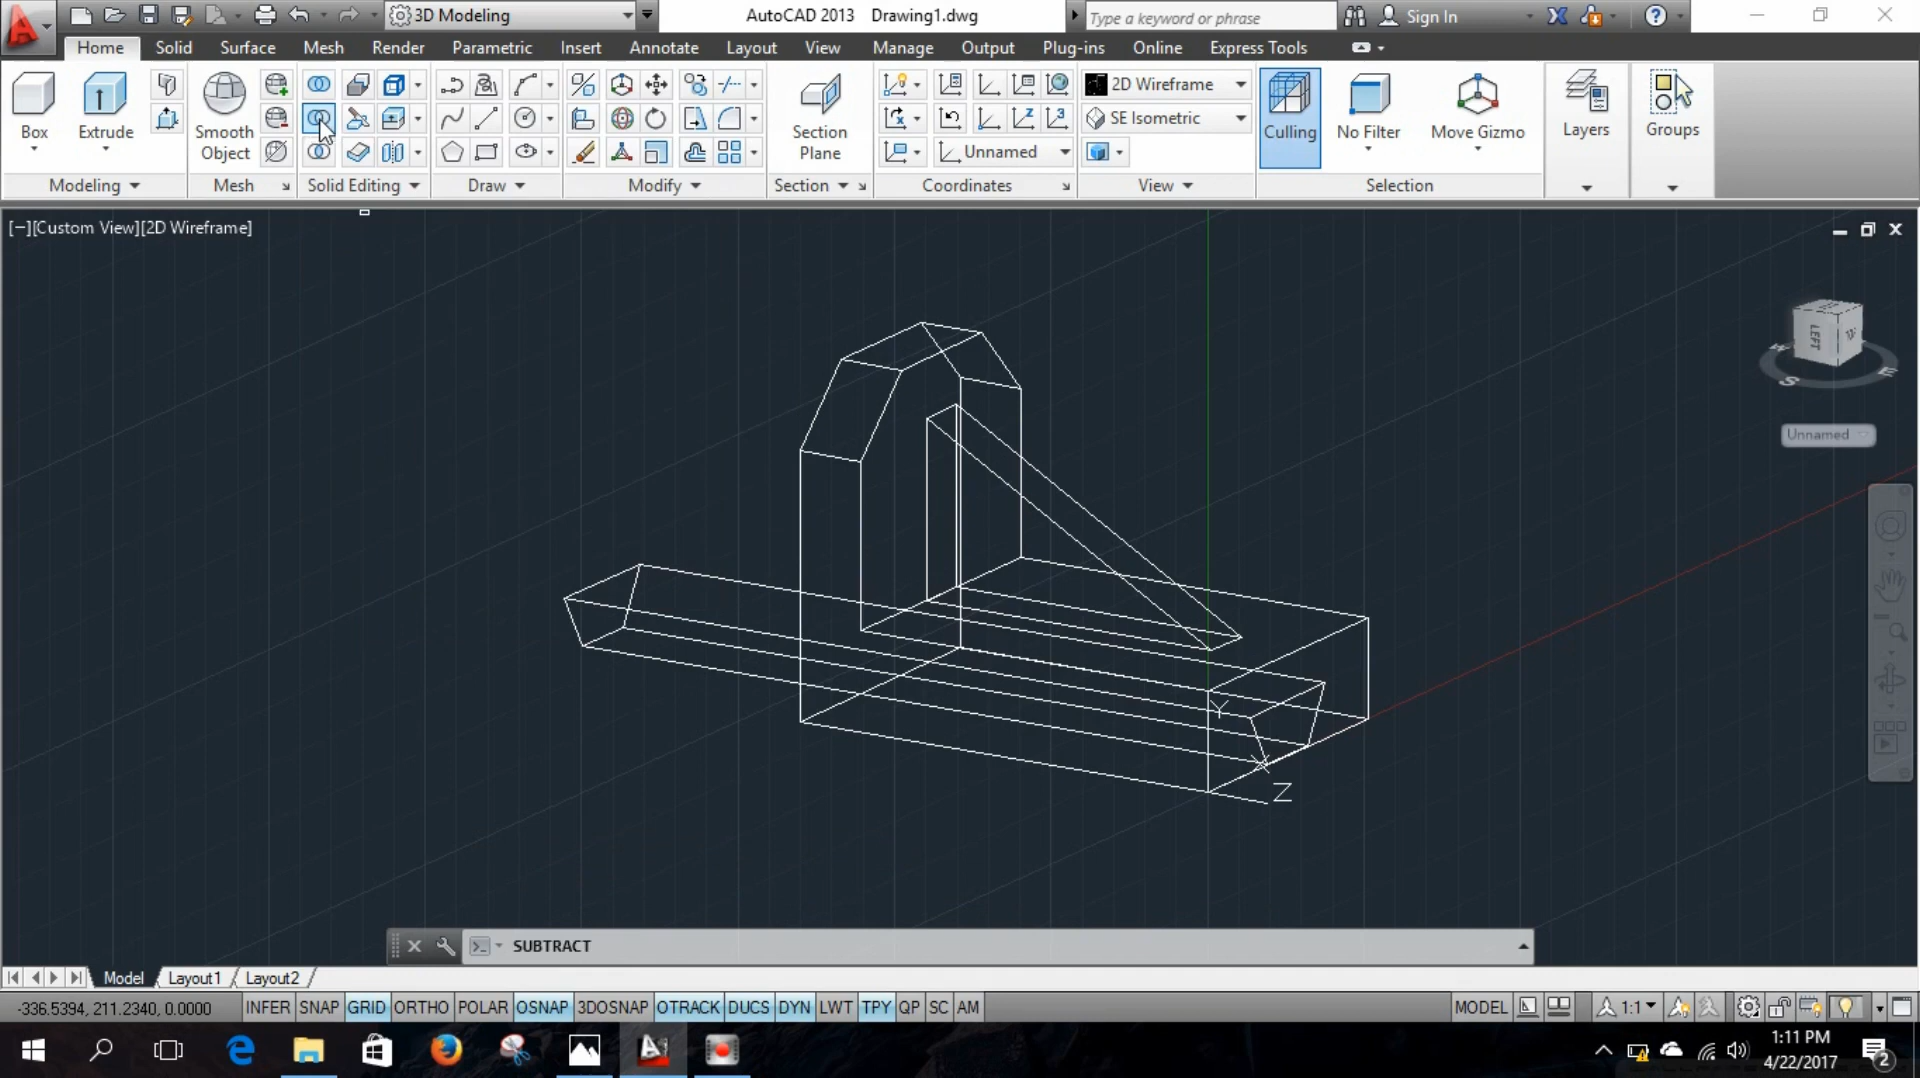 3D Modeling
AutoCAD 2013 Drawing1.dwg
Type a keyword or phrase
Sign In
Home Solid Surface Mesh Render Parametric Insert Annotate Layout View Manage Output Plug-ins Online Express Tools
Box
Extrude
Smooth Object
Section Plane
Unnamed
2D Wireframe
SE Isometric
Culling
No Filter
Move Gizmo
Layers
Groups
Modeling Mesh Solid Editing Draw Modify Section Coordinates View Selection
[−][Custom View][2D Wireframe]
LEFT
S
E
Unnamed
Y
X
Z
SUBTRACT
Model Layout1 Layout2
-336.5394, 211.2340, 0.0000 INFER SNAP GRID ORTHO POLAR OSNAP 3DOSNAP OTRACK DUCS DYN LWT TPY QP SC AM MODEL 1:1
1:11 PM
4/22/2017
2